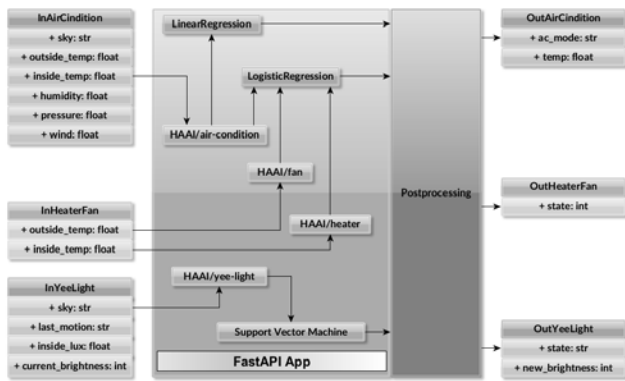 InAirCindition
+ sky: str
+ outside_temp: float
+ inside_temp: float
+ humidity: float
+ pressure: float
+ wind: float
InHeaterFan
+ outside_temp: float
+ inside_temp: float
InYeeLight
+ sky: str
+ last_motion: str
+ inside_lux: float
+ current_brightness: int
LinearRegression
LogisticRegression
HAAI/air-condition
HAAI/fan
HAAI/heater
HAAI/yee-light
Support Vector Machine
FastAPI App
Postprocessing
OutAirCindition
+ ac_mode: str
+ temp: float
OutHeaterFan
+ state: int
OutYeeLight
+ state: str
+ new_brightness: int